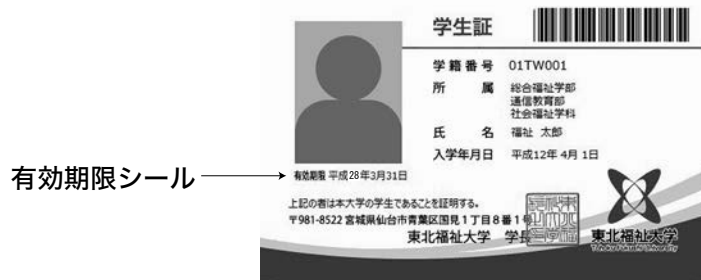 学生証
学籍番号 01TW001
所属 総合福祉学部
通信教育部
社会福祉学科
氏名 福祉 太郎
入学年月日 平成12年 4月 1日
有効期限シール
有効期限 平成28年3月31日
上記の者は本大学の学生であることを証明する。
〒981-8522 宮城県仙台市青葉区国見1丁目8番1号
東北福祉大学 学長
東北福祉大学
Tohoku Fukushi University